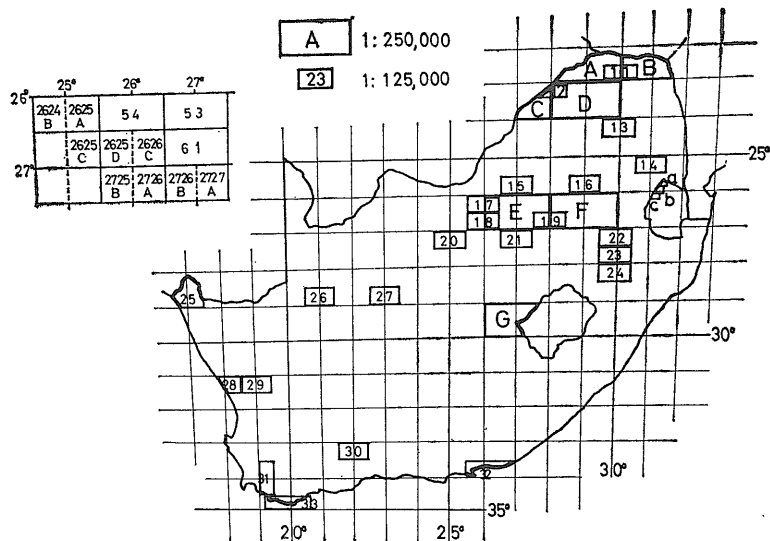 A 1:250,000
23 1:125,000
25° 26° 27°
26°
2624 B 2625 A 54 53
2625 C 2625 D 2626 C 61
27°
2725 B 2726 A 2726 B 2727 A
A 11 B
C 12 D
13
25°
14
15 16
a
b
c
17 E 19 F
18
20 21 22
23
24
25 26 27
G
30°
28 29
30
31 32
33
30°
35°
20° 25°